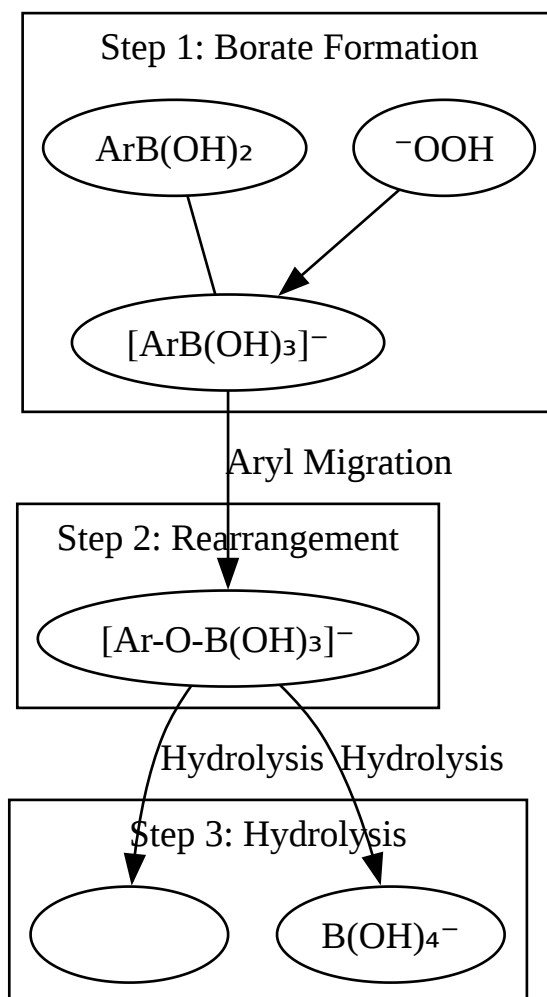 Step 1: Borate Formation
ArB(OH)₂
⁻OOH
[ArB(OH)₃]⁻
Aryl Migration
Step 2: Rearrangement
[Ar-O-B(OH)₃]⁻
Hydrolysis
Hydrolysis
Step 3: Hydrolysis
B(OH)₄⁻